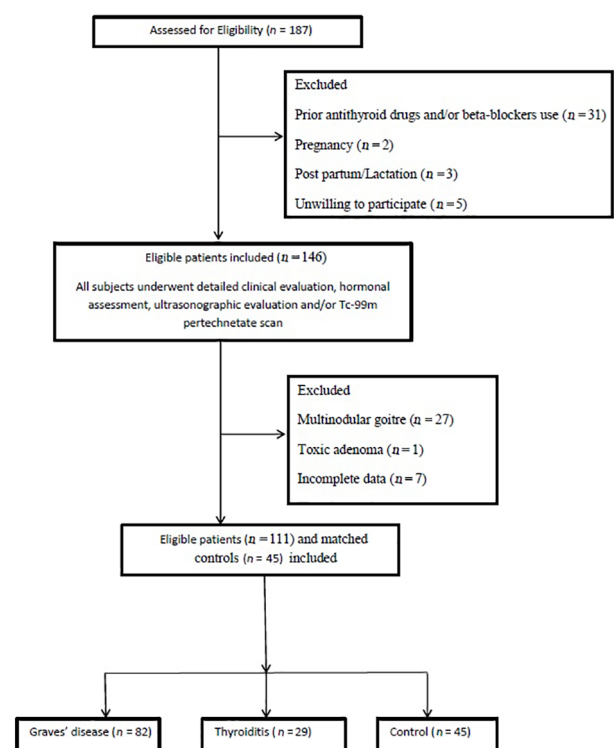 Assessed for Eligibility (n = 187)
Excluded
Prior antithyroid drugs and/or beta-blockers use (n = 31)
Pregnancy (n = 2)
Post partum/Lactation (n = 3)
Unwilling to participate (n = 5)
Eligible patients included (n = 146)
All subjects underwent detailed clinical evaluation, hormonal
assessment, ultrasonographic evaluation and/or Tc-99m
pertechnetate scan
Excluded
Multinodular goitre (n = 27)
Toxic adenoma (n = 1)
Incomplete data (n = 7)
Eligible patients (n = 111) and matched
controls (n = 45) included
Graves' disease (n = 82)
Thyroiditis (n = 29)
Control (n = 45)